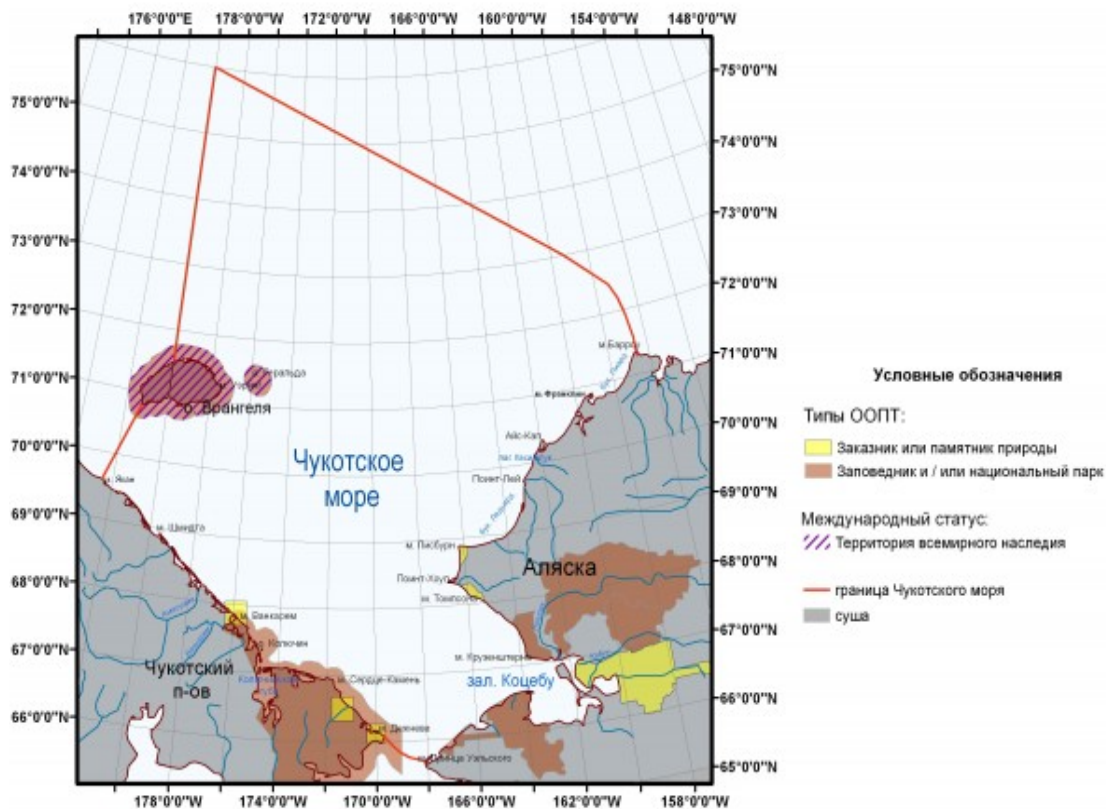 176°0'0"E 178°0'0"W 172°0'0"W 166°0'0"W 160°0'0"W 154°0'0"W 148°0'0"W
75°0'0"N
75°0'0"N
74°0'0"N
74°0'0"N
73°0'0"N
73°0'0"N
72°0'0"N
72°0'0"N
71°0'0"N
71°0'0"N
70°0'0"N
70°0'0"N
69°0'0"N
69°0'0"N
68°0'0"N
68°0'0"N
67°0'0"N
67°0'0"N
66°0'0"N
66°0'0"N
65°0'0"N
м.Барроу
о. Врангеля
Чукотское
море
Айс-Кап
Поинт-Лей
м. Якан
м. Шмидта
м. Лисбурн
Поинт-Хоуп
м. Томпсона
Аляска
м. Ванкарем
о. Колючин
Чукотский
п-ов
м. Сердце-Камень
м. Крузенштерна
зал. Коцебу
м. Дежнева
178°0'0"W 174°0'0"W 170°0'0"W 166°0'0"W 162°0'0"W 158°0'0"W
Условные обозначения
Типы ООПТ:
Заказник или памятник природы
Заповедник и / или национальный парк
Международный статус:
Территория всемирного наследия
граница Чукотского моря
суша